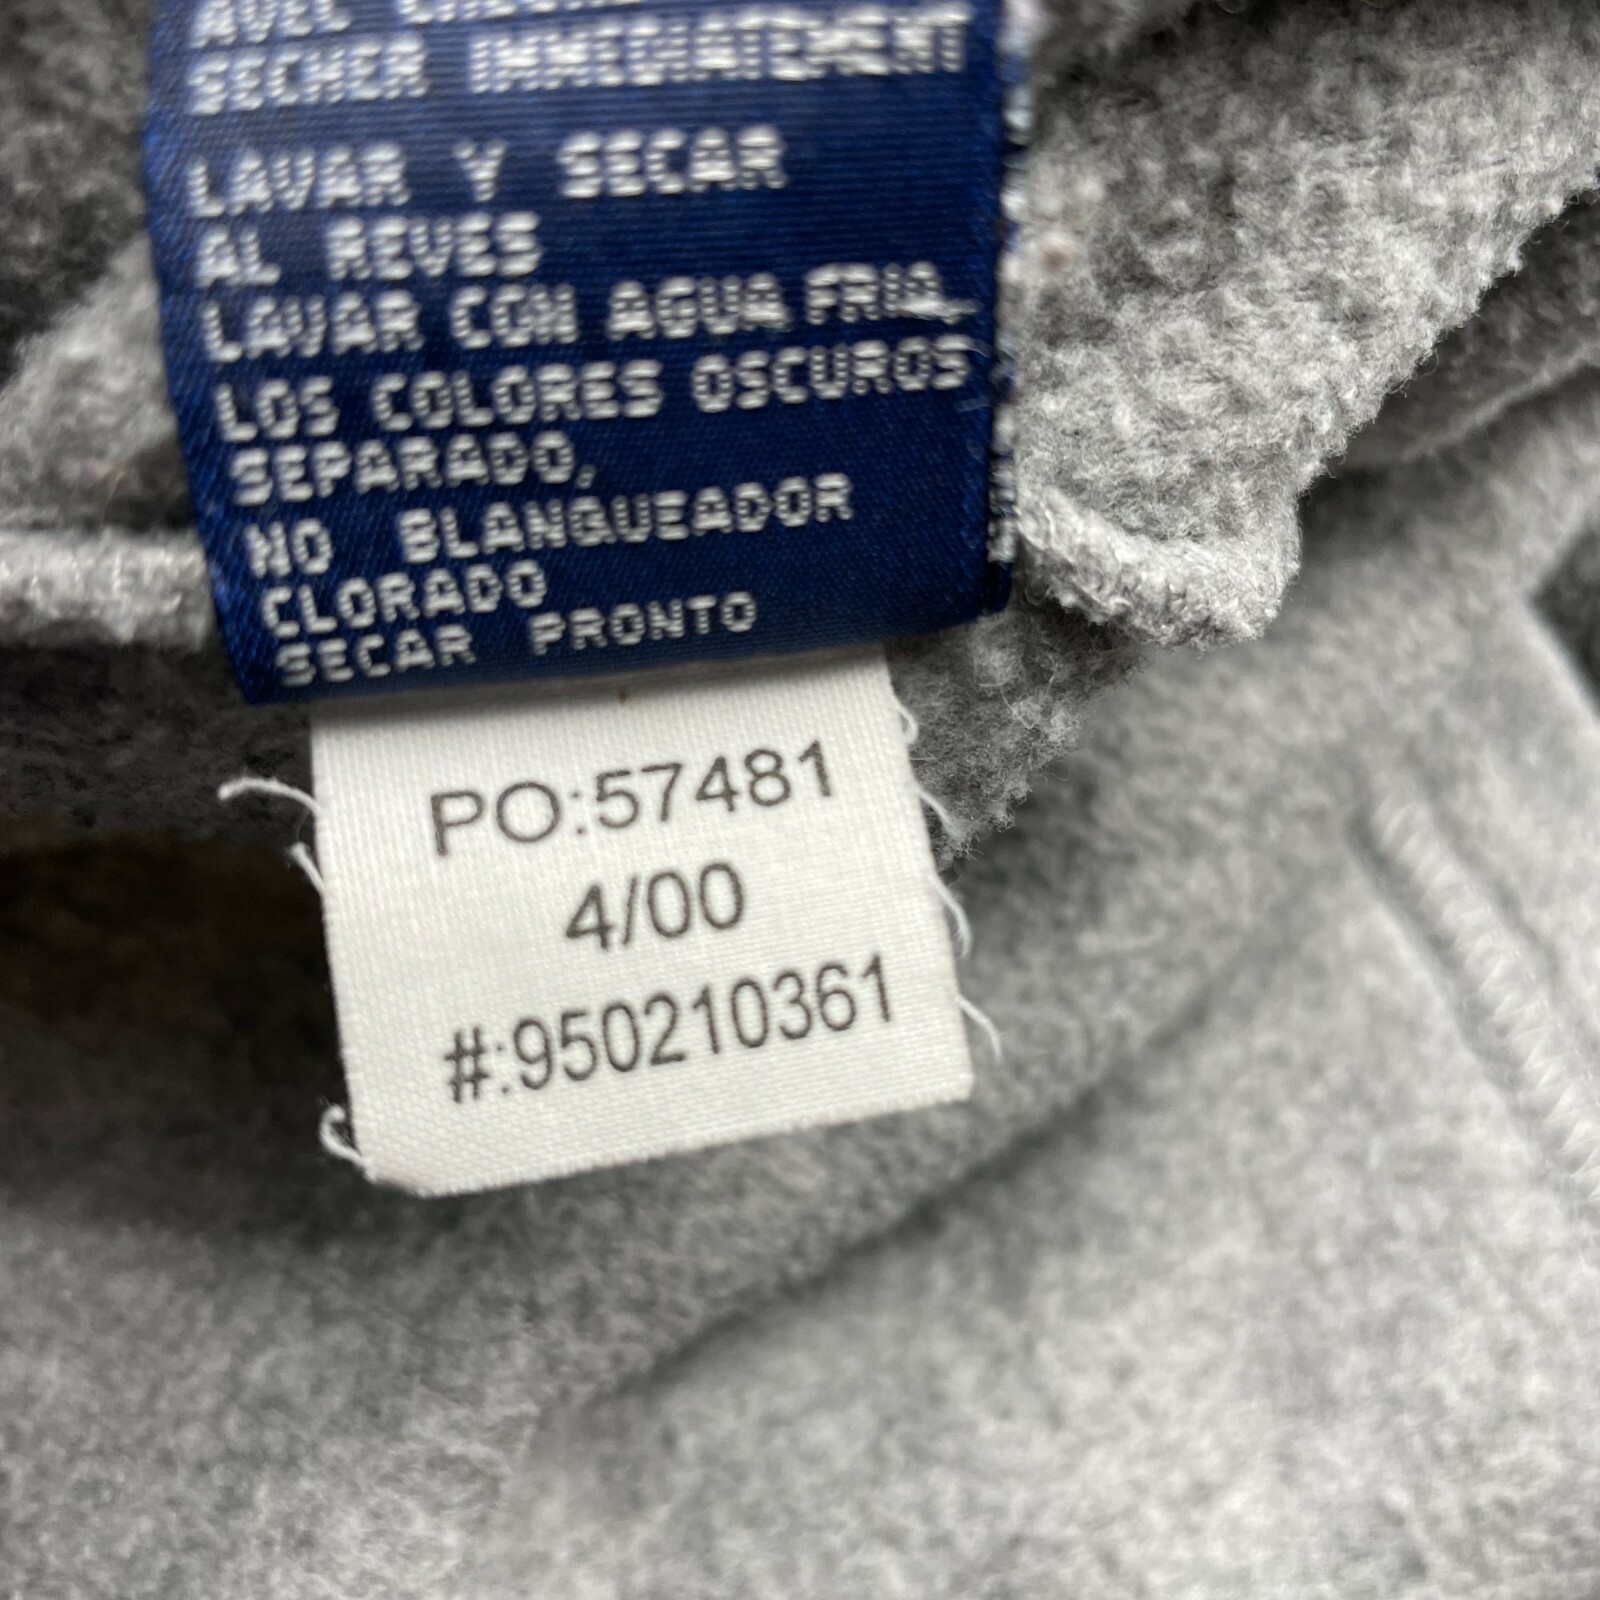 SECHER IMMEDIATEMENT
LAVAR Y SECAR
AL REVES
LAVAR CON AGUA FRIA
LOS COLORES OSCUROS
SEPARADO,
NO BLANQUEADOR
CLORADO
SECAR PRONTO
PO:57481
4/00
#:950210361